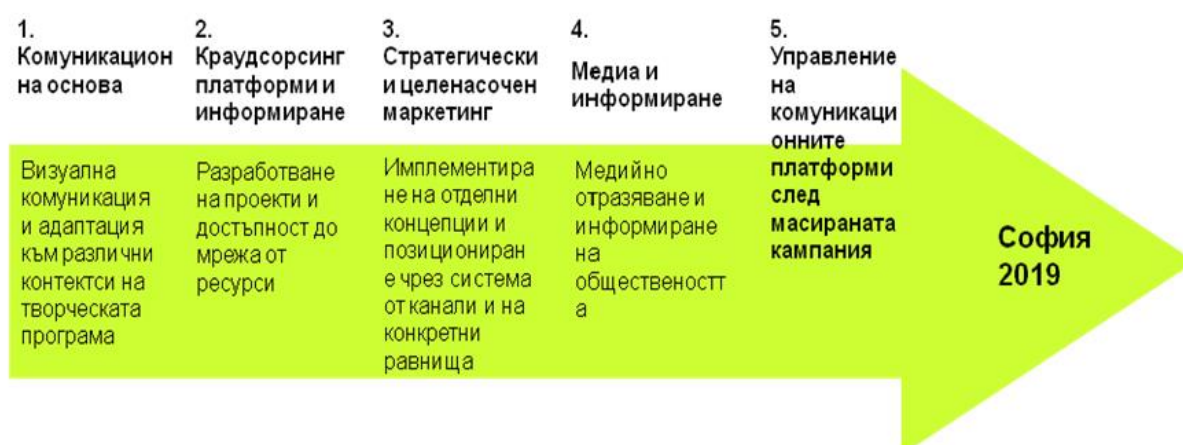 1.
Комуникацион
на основа
Визуална
комуникация
и адаптация
към различни
контектси на
творческата
програма
2.
Краудсорсинг
платформи и
информиране
Разработване
на проекти и
достъпност до
мрежа от
ресурси
3.
Стратегически
и целенасочен
маркетинг
Имплементира
не на отделни
концепции и
позициониран
е чрез система
от канали и на
конкретни
равнища
4.
Медиа и
информиране
Медийно
отразяване и
информиране
на
общественостт
а
5.
Управление
на
комуникаци
онните
платформи
след
масираната
кампания
София
2019